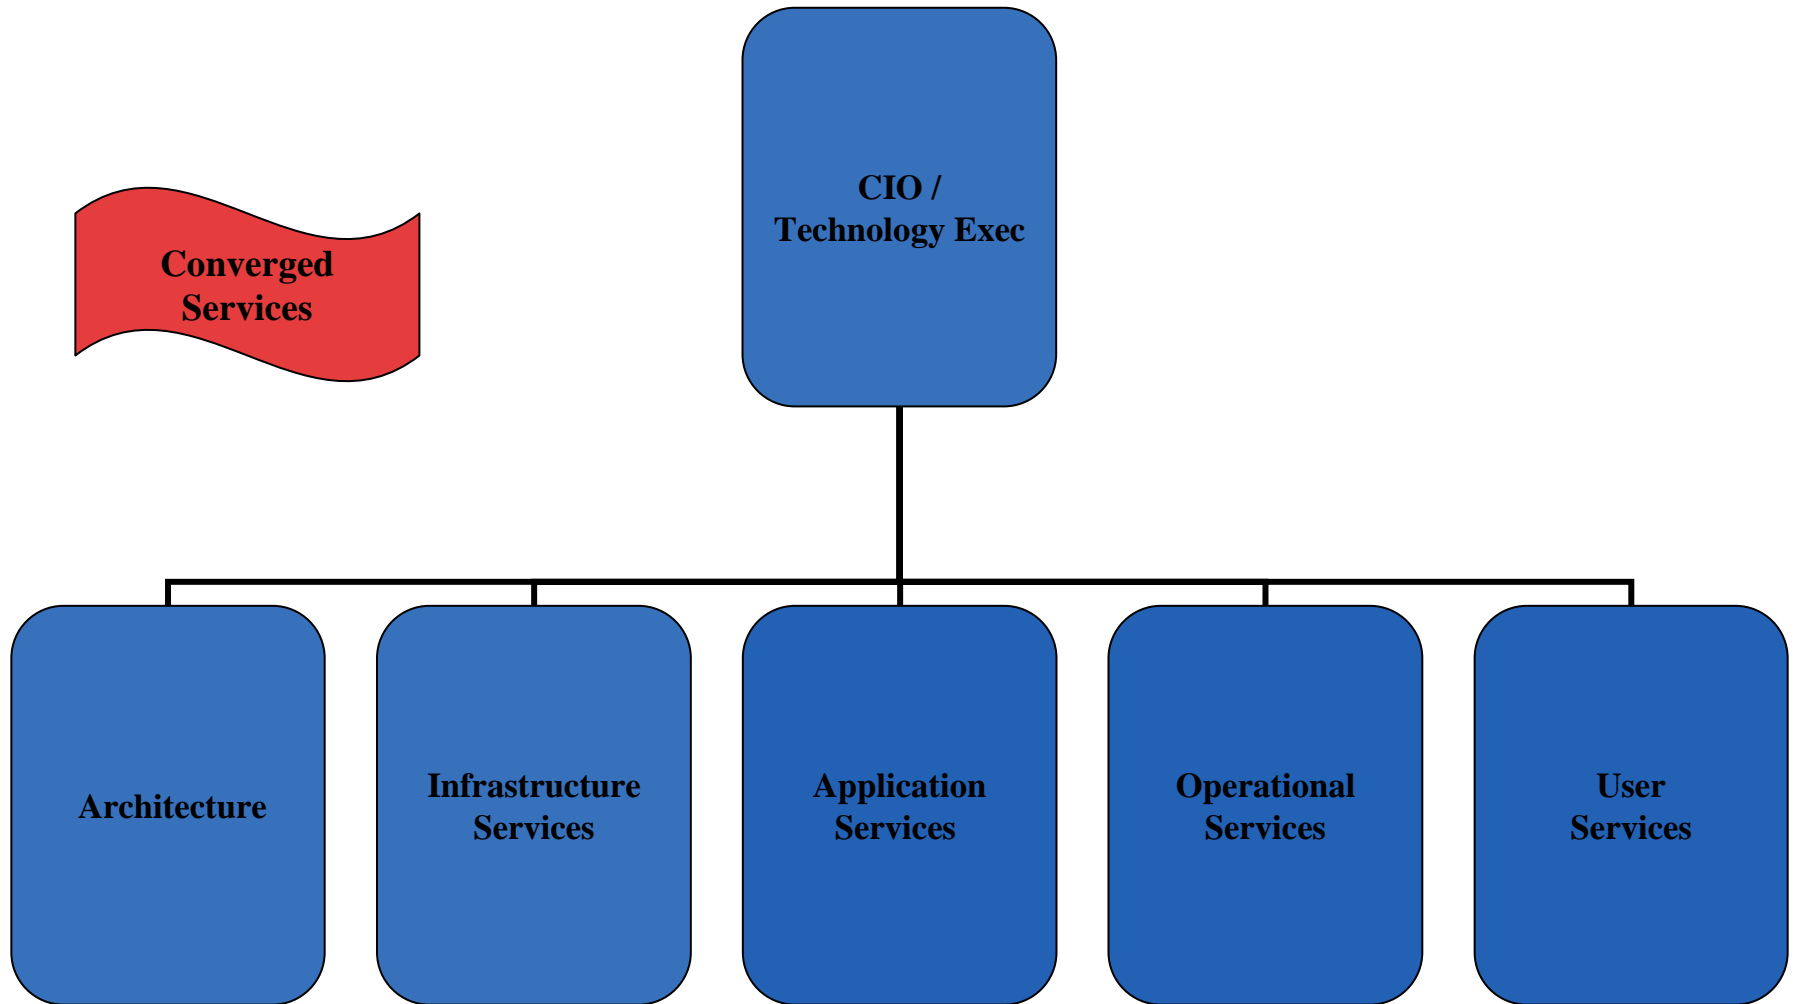 CIO /
Technology Exec
Converged
Services
Architecture
Infrastructure
Services
Application
Services
Operational
Services
User
Services